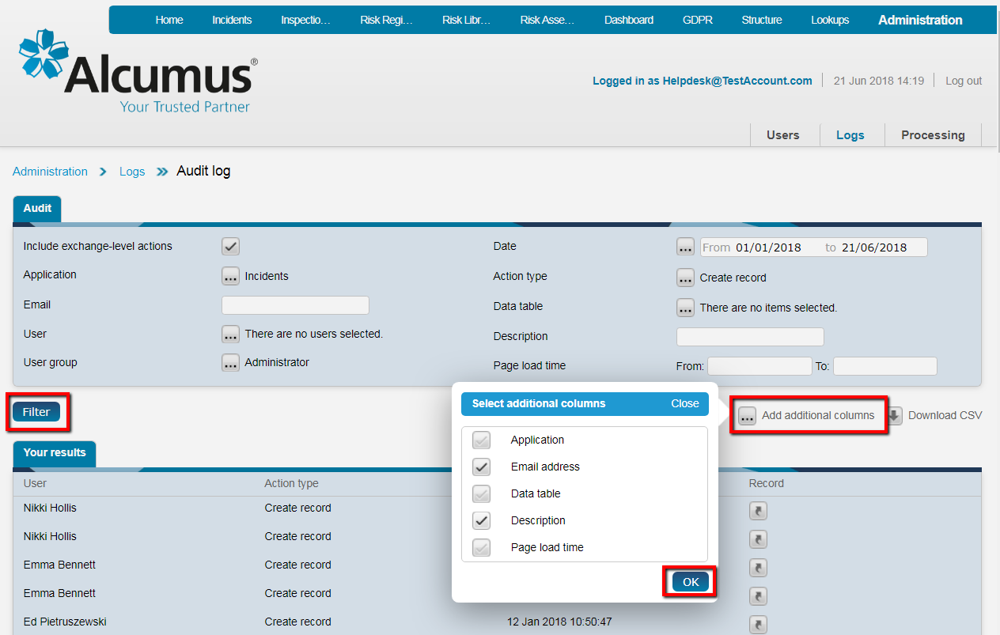 Home Incidents Inspectio... Risk Regi... Risk Libr... Risk Asse... Dashboard GDPR Structure Lookups Administration
Alcumus®
Your Trusted Partner
Logged in as Helpdesk@TestAccount.com 21 Jun 2018 14:19 Log out
Users Logs Processing
Administration Logs Audit log
Audit
Include exchange-level actions Date ... From 01/01/2018 to 21/06/2018
Application ... Incidents Action type ... Create record
Email Data table ... There are no items selected.
User ... There are no users selected. Description
User group ... Administrator Page load time From: To:
Filter ... Add additional columns Download CSV
Select additional columns Close
Application
Email address
Data table
Description
Page load time
OK
Your results
User Action type Record
Nikki Hollis Create record
Nikki Hollis Create record
Emma Bennett Create record
Emma Bennett Create record
Ed Pietruszewski Create record 12 Jan 2018 10:50:47